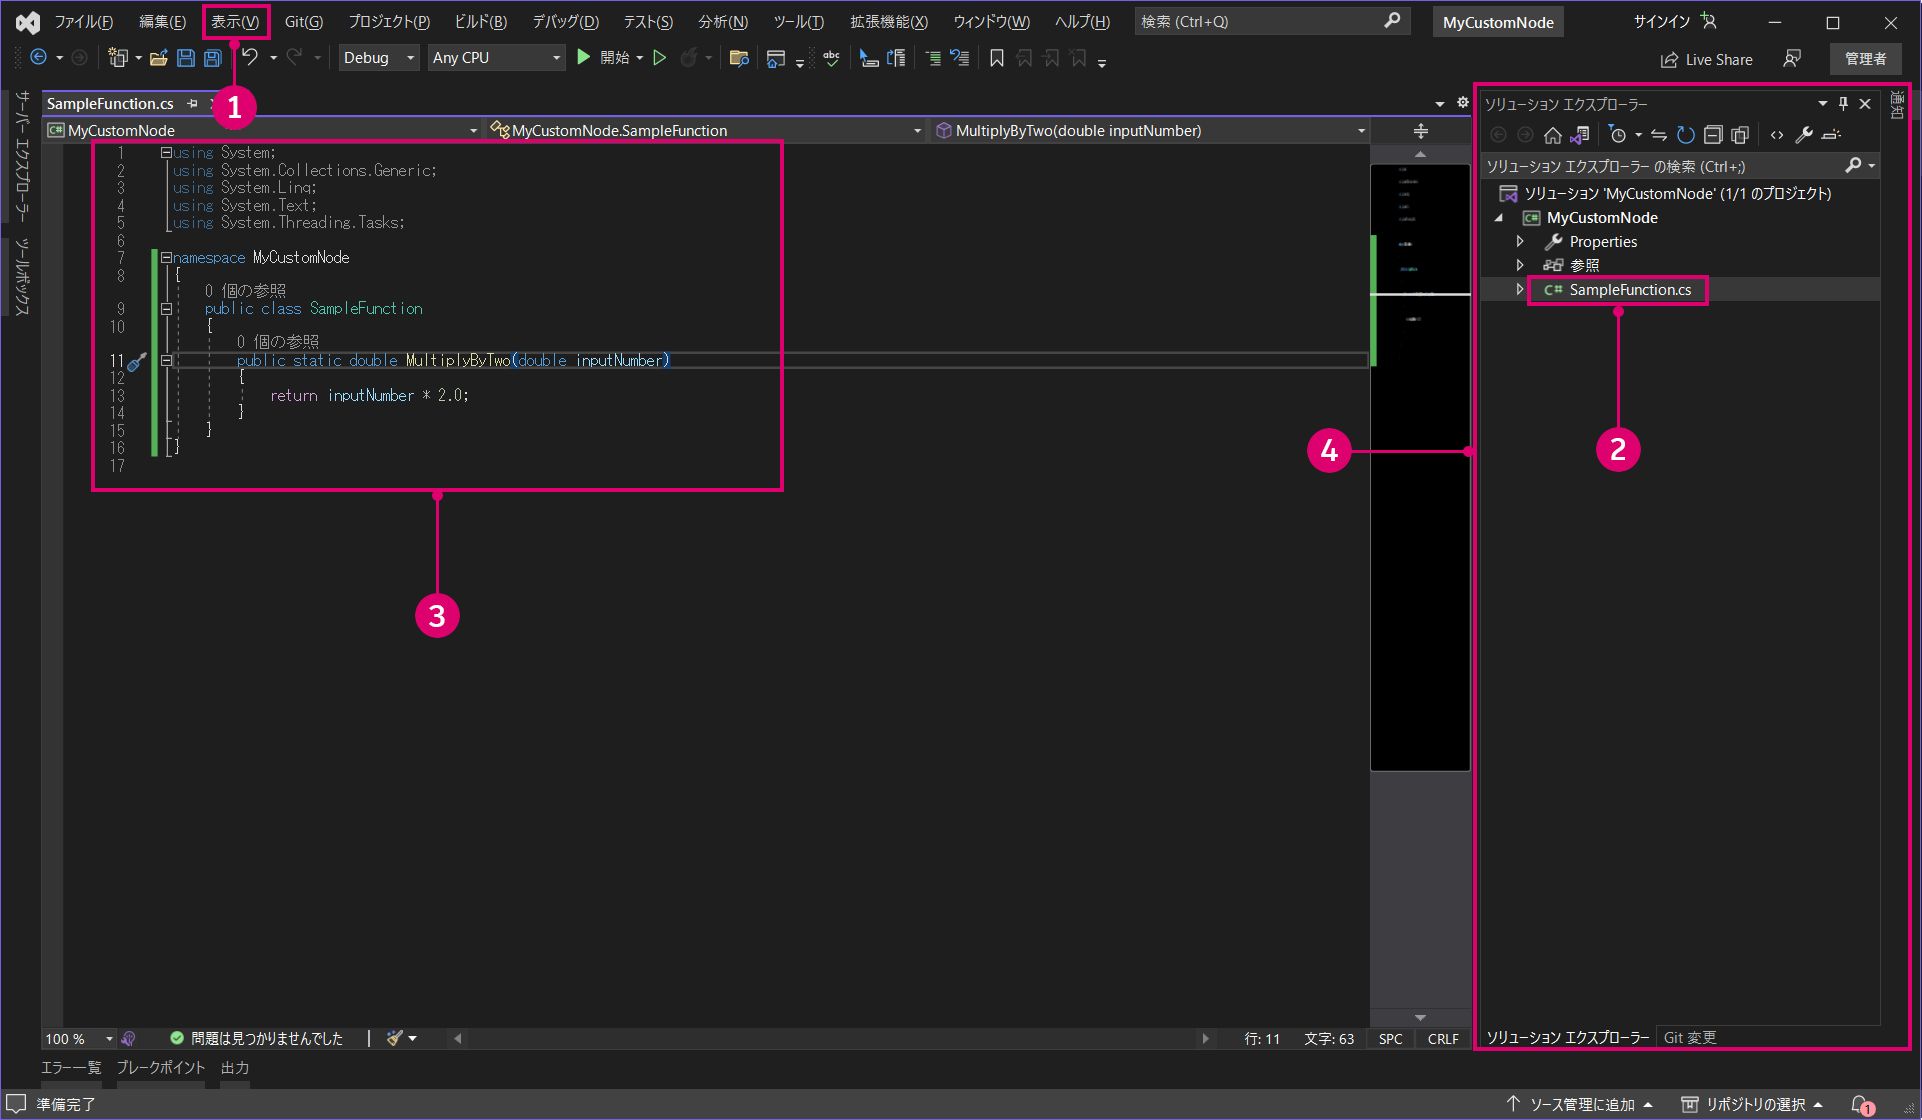 ファイル(F) 編集(E) 表示(V) Git(G) プロジェクト(P) ビルド(B) デバッグ(D) テスト(S) 分析(N) ツール(T) 拡張機能(X) ウィンドウ(W) ヘルプ(H) 検索 (Ctrl+Q) MyCustomNode サインイン
Debug Any CPU 開始 abc Live Share 管理者
サーバー エクスプローラー
ツールボックス
SampleFunction.cs
1
MyCustomNode MyCustomNode.SampleFunction MultiplyByTwo(double inputNumber)
1 using System;
2 using System.Collections.Generic;
3 using System.Linq;
4 using System.Text;
5 using System.Threading.Tasks;
6
7 namespace MyCustomNode
8 {
0 個の参照
9 public class SampleFunction
10 {
0 個の参照
11 public static double MultiplyByTwo(double inputNumber)
12 {
13 return inputNumber * 2.0;
14 }
15 }
16 }
17
3
4
ソリューション エクスプローラー
ソリューション エクスプローラー の検索 (Ctrl+;)
ソリューション 'MyCustomNode' (1/1 のプロジェクト)
C# MyCustomNode
Properties
参照
C# SampleFunction.cs
2
ソリューション エクスプローラー Git 変更
通知
100 % 問題は見つかりませんでした 行: 11 文字: 63 SPC CRLF
エラー一覧 ブレークポイント 出力
準備完了 ソース管理に追加 リポジトリの選択 1